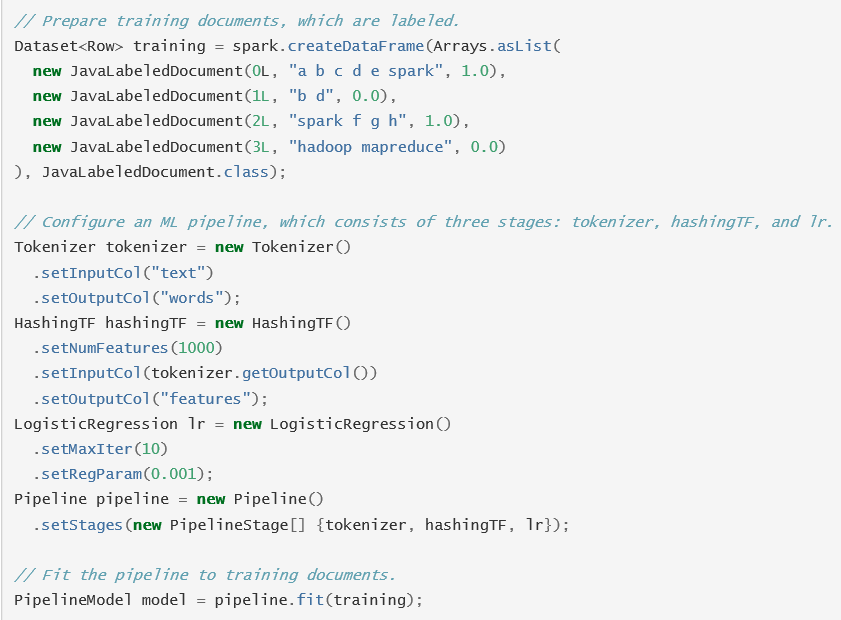 // Prepare training documents, which are labeled.
Dataset<Row> training = spark.createDataFrame(Arrays.asList(
  new JavaLabeledDocument(0L, "a b c d e spark", 1.0),
  new JavaLabeledDocument(1L, "b d", 0.0),
  new JavaLabeledDocument(2L, "spark f g h", 1.0),
  new JavaLabeledDocument(3L, "hadoop mapreduce", 0.0)
), JavaLabeledDocument.class);

// Configure an ML pipeline, which consists of three stages: tokenizer, hashingTF, and lr.
Tokenizer tokenizer = new Tokenizer()
  .setInputCol("text")
  .setOutputCol("words");
HashingTF hashingTF = new HashingTF()
  .setNumFeatures(1000)
  .setInputCol(tokenizer.getOutputCol())
  .setOutputCol("features");
LogisticRegression lr = new LogisticRegression()
  .setMaxIter(10)
  .setRegParam(0.001);
Pipeline pipeline = new Pipeline()
  .setStages(new PipelineStage[] {tokenizer, hashingTF, lr});

// Fit the pipeline to training documents.
PipelineModel model = pipeline.fit(training);